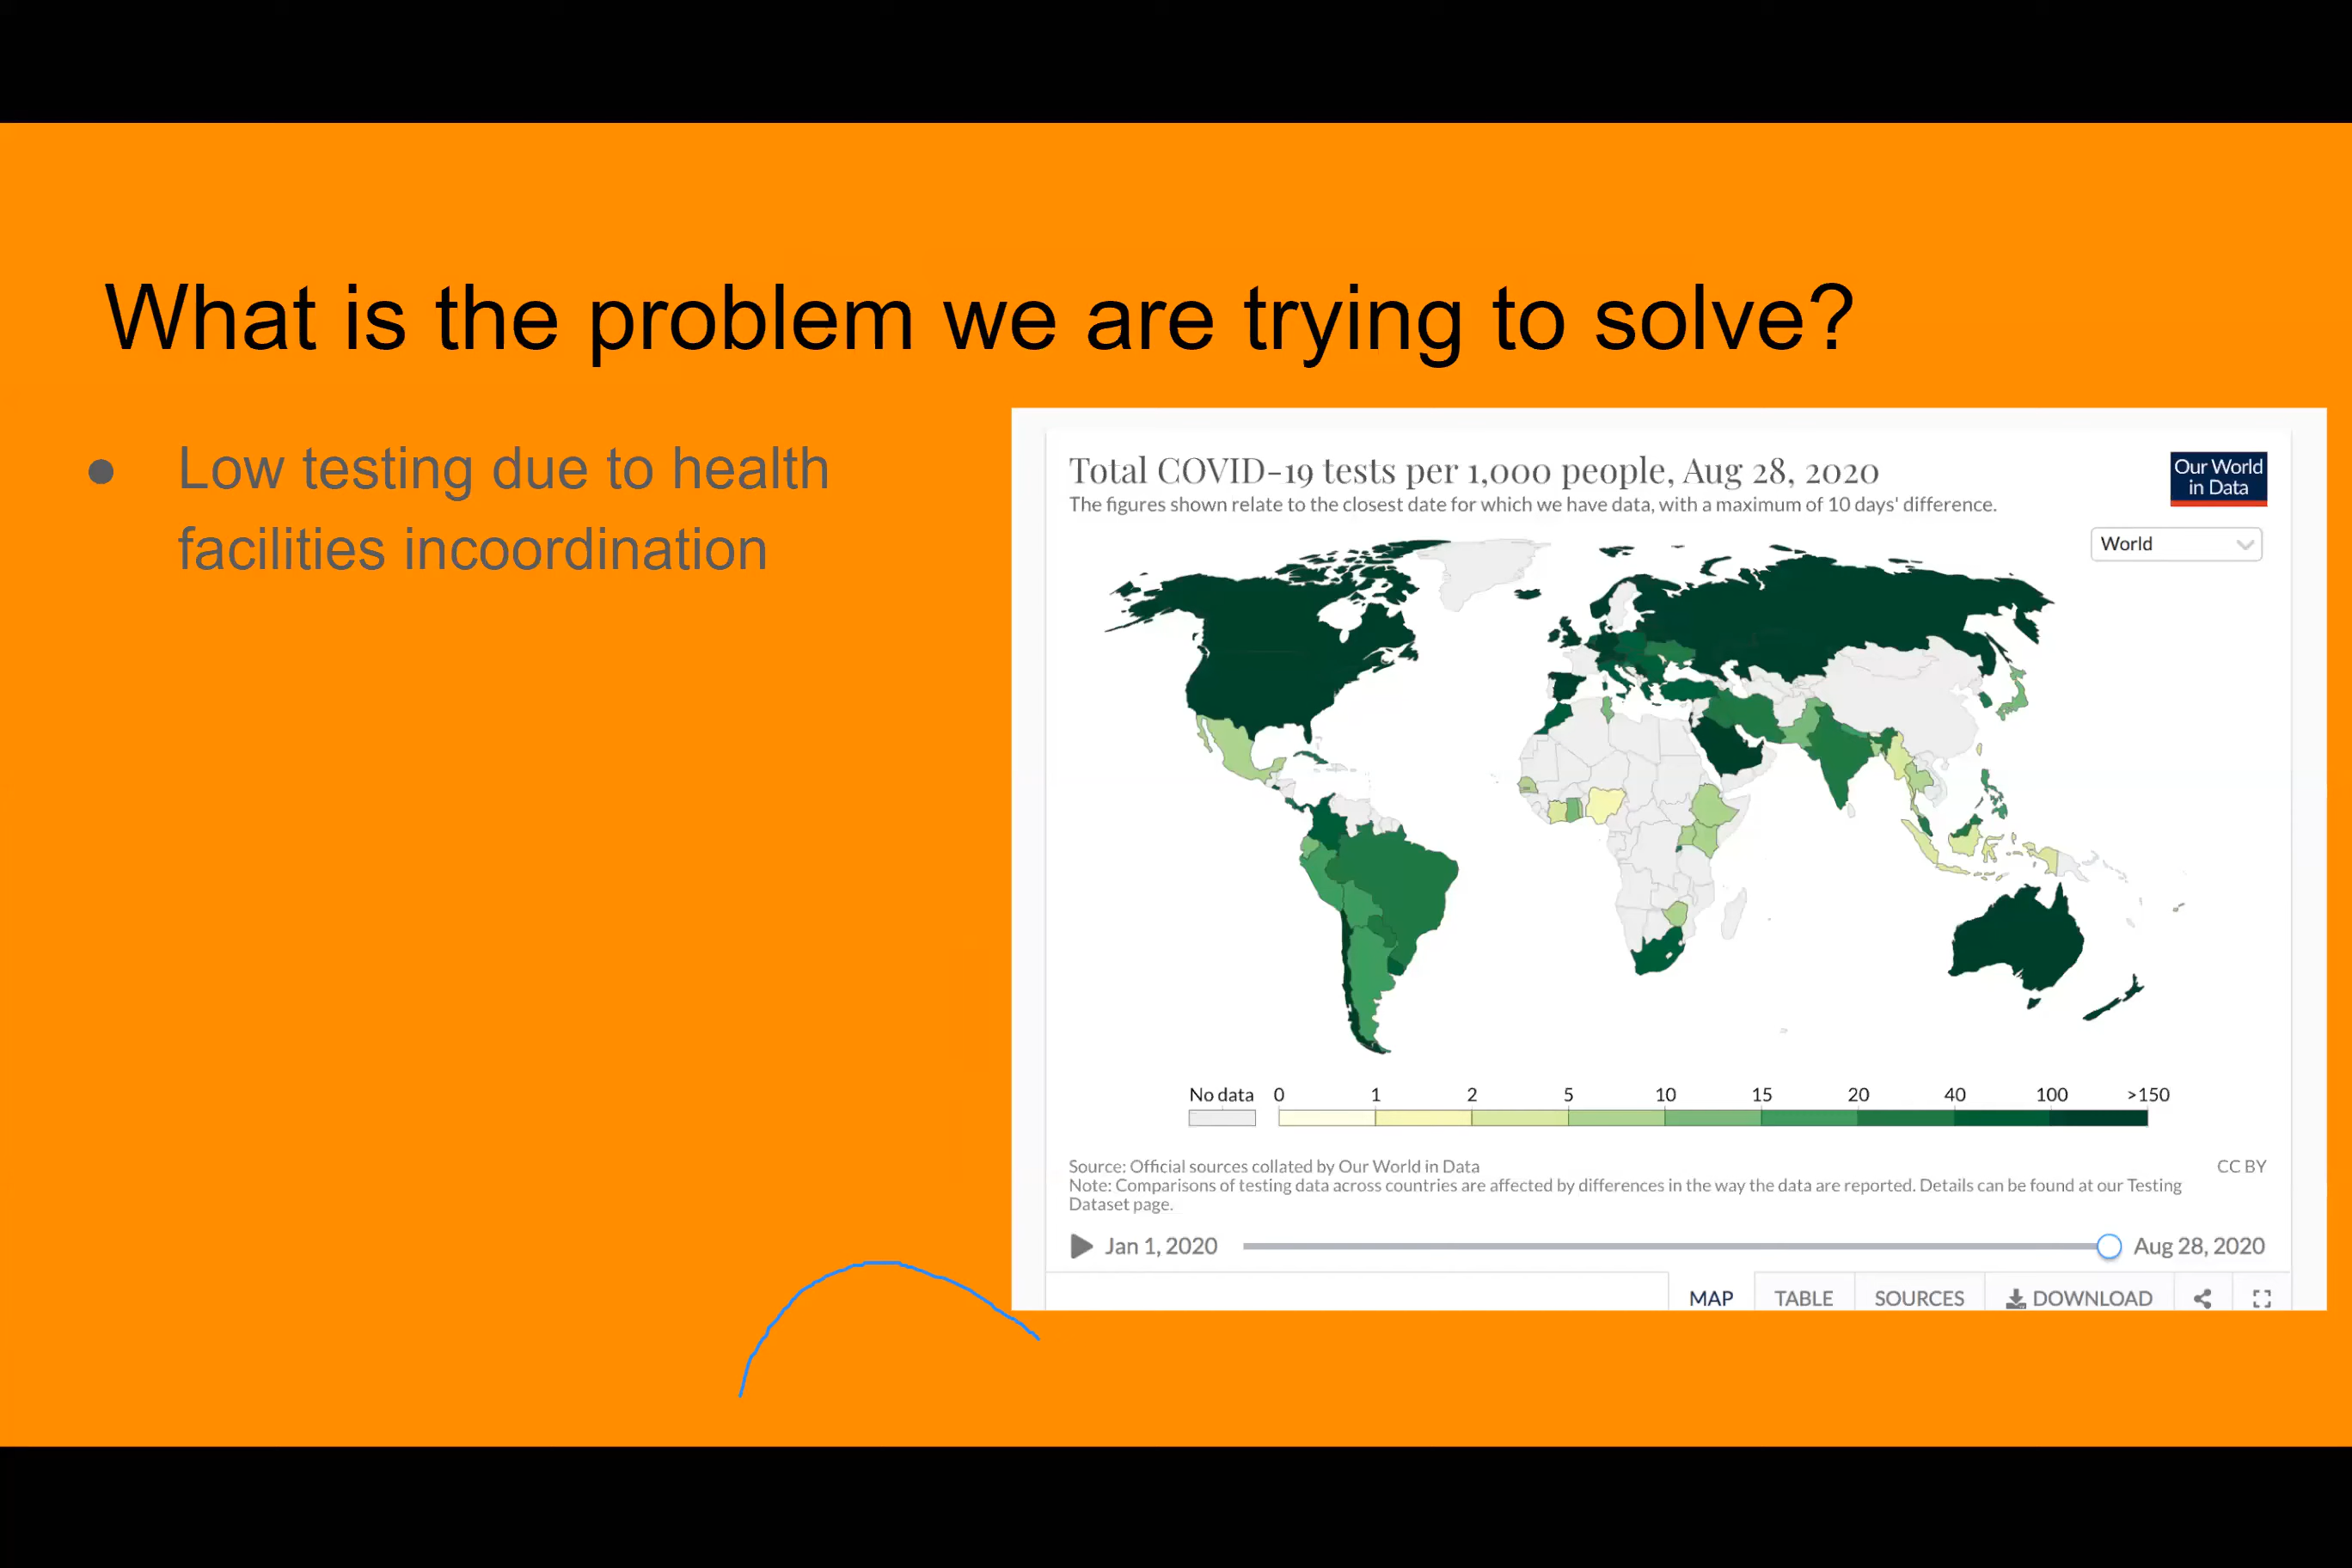 What is the problem we are trying to solve?
● Low testing due to health
facilities incoordination
Total COVID-19 tests per 1,000 people, Aug 28, 2020
The figures shown relate to the closest date for which we have data, with a maximum of 10 days' difference.
Our World
in Data
World
No data 0 1 2 5 10 15 20 40 100 >150
Source: Official sources collated by Our World in Data
CC BY
Note: Comparisons of testing data across countries are affected by differences in the way the data are reported. Details can be found at our Testing
Dataset page.
Jan 1, 2020
Aug 28, 2020
MAP TABLE SOURCES DOWNLOAD